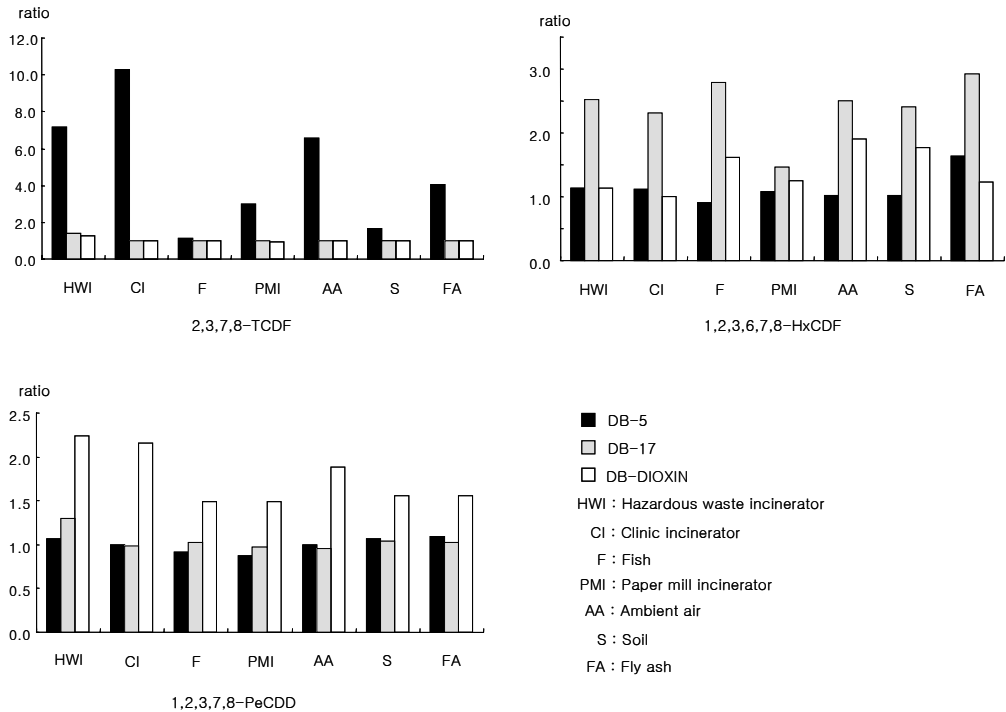 ratio
12.0
10.0
8.0
6.0
4.0
2.0
0.0
HWI CI F PMI AA S FA
2,3,7,8-TCDF
ratio
3.0
2.0
1.0
0.0
HWI CI F PMI AA S FA
1,2,3,6,7,8-HxCDF
ratio
2.5
2.0
1.5
1.0
0.5
0.0
HWI CI F PMI AA S FA
1,2,3,7,8-PeCDD
DB-5
DB-17
DB-DIOXIN
HWI : Hazardous waste incinerator
CI : Clinic incinerator
F : Fish
PMI : Paper mill incinerator
AA : Ambient air
S : Soil
FA : Fly ash